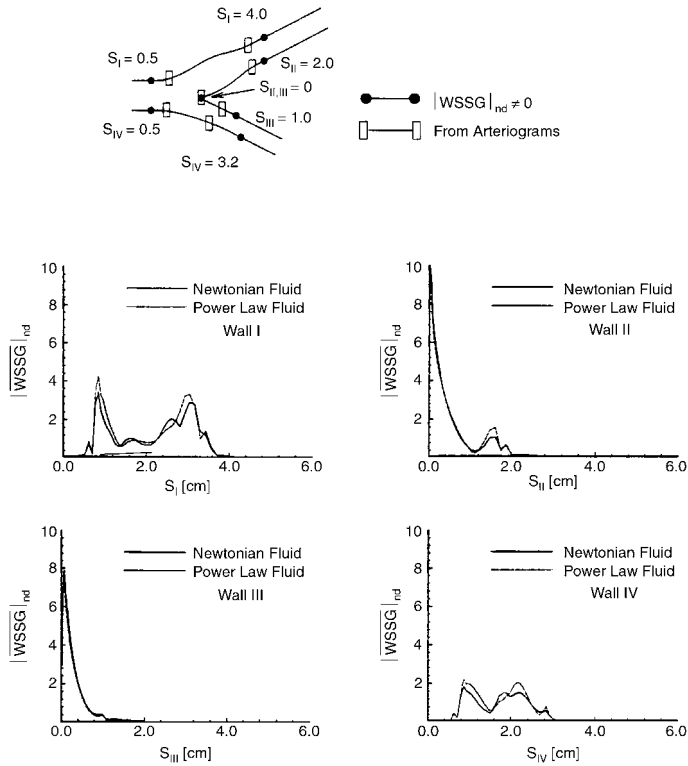 S_I = 4.0
S_I = 0.5
S_II = 2.0
S_II,III = 0
S_III = 1.0
S_IV = 0.5
S_IV = 3.2
|WSSG|_nd ≠ 0
From Arteriograms
|WSSG|_nd
10
8
6
4
2
0.0 2.0 4.0 6.0
S_I [cm]
Newtonian Fluid
Power Law Fluid
Wall I
|WSSG|_nd
10
8
6
4
2
0.0 2.0 4.0 6.0
S_II [cm]
Newtonian Fluid
Power Law Fluid
Wall II
|WSSG|_nd
10
8
6
4
2
0.0 2.0 4.0 6.0
S_III [cm]
Newtonian Fluid
Power Law Fluid
Wall III
|WSSG|_nd
10
8
6
4
2
0.0 2.0 4.0 6.0
S_IV [cm]
Newtonian Fluid
Power Law Fluid
Wall IV